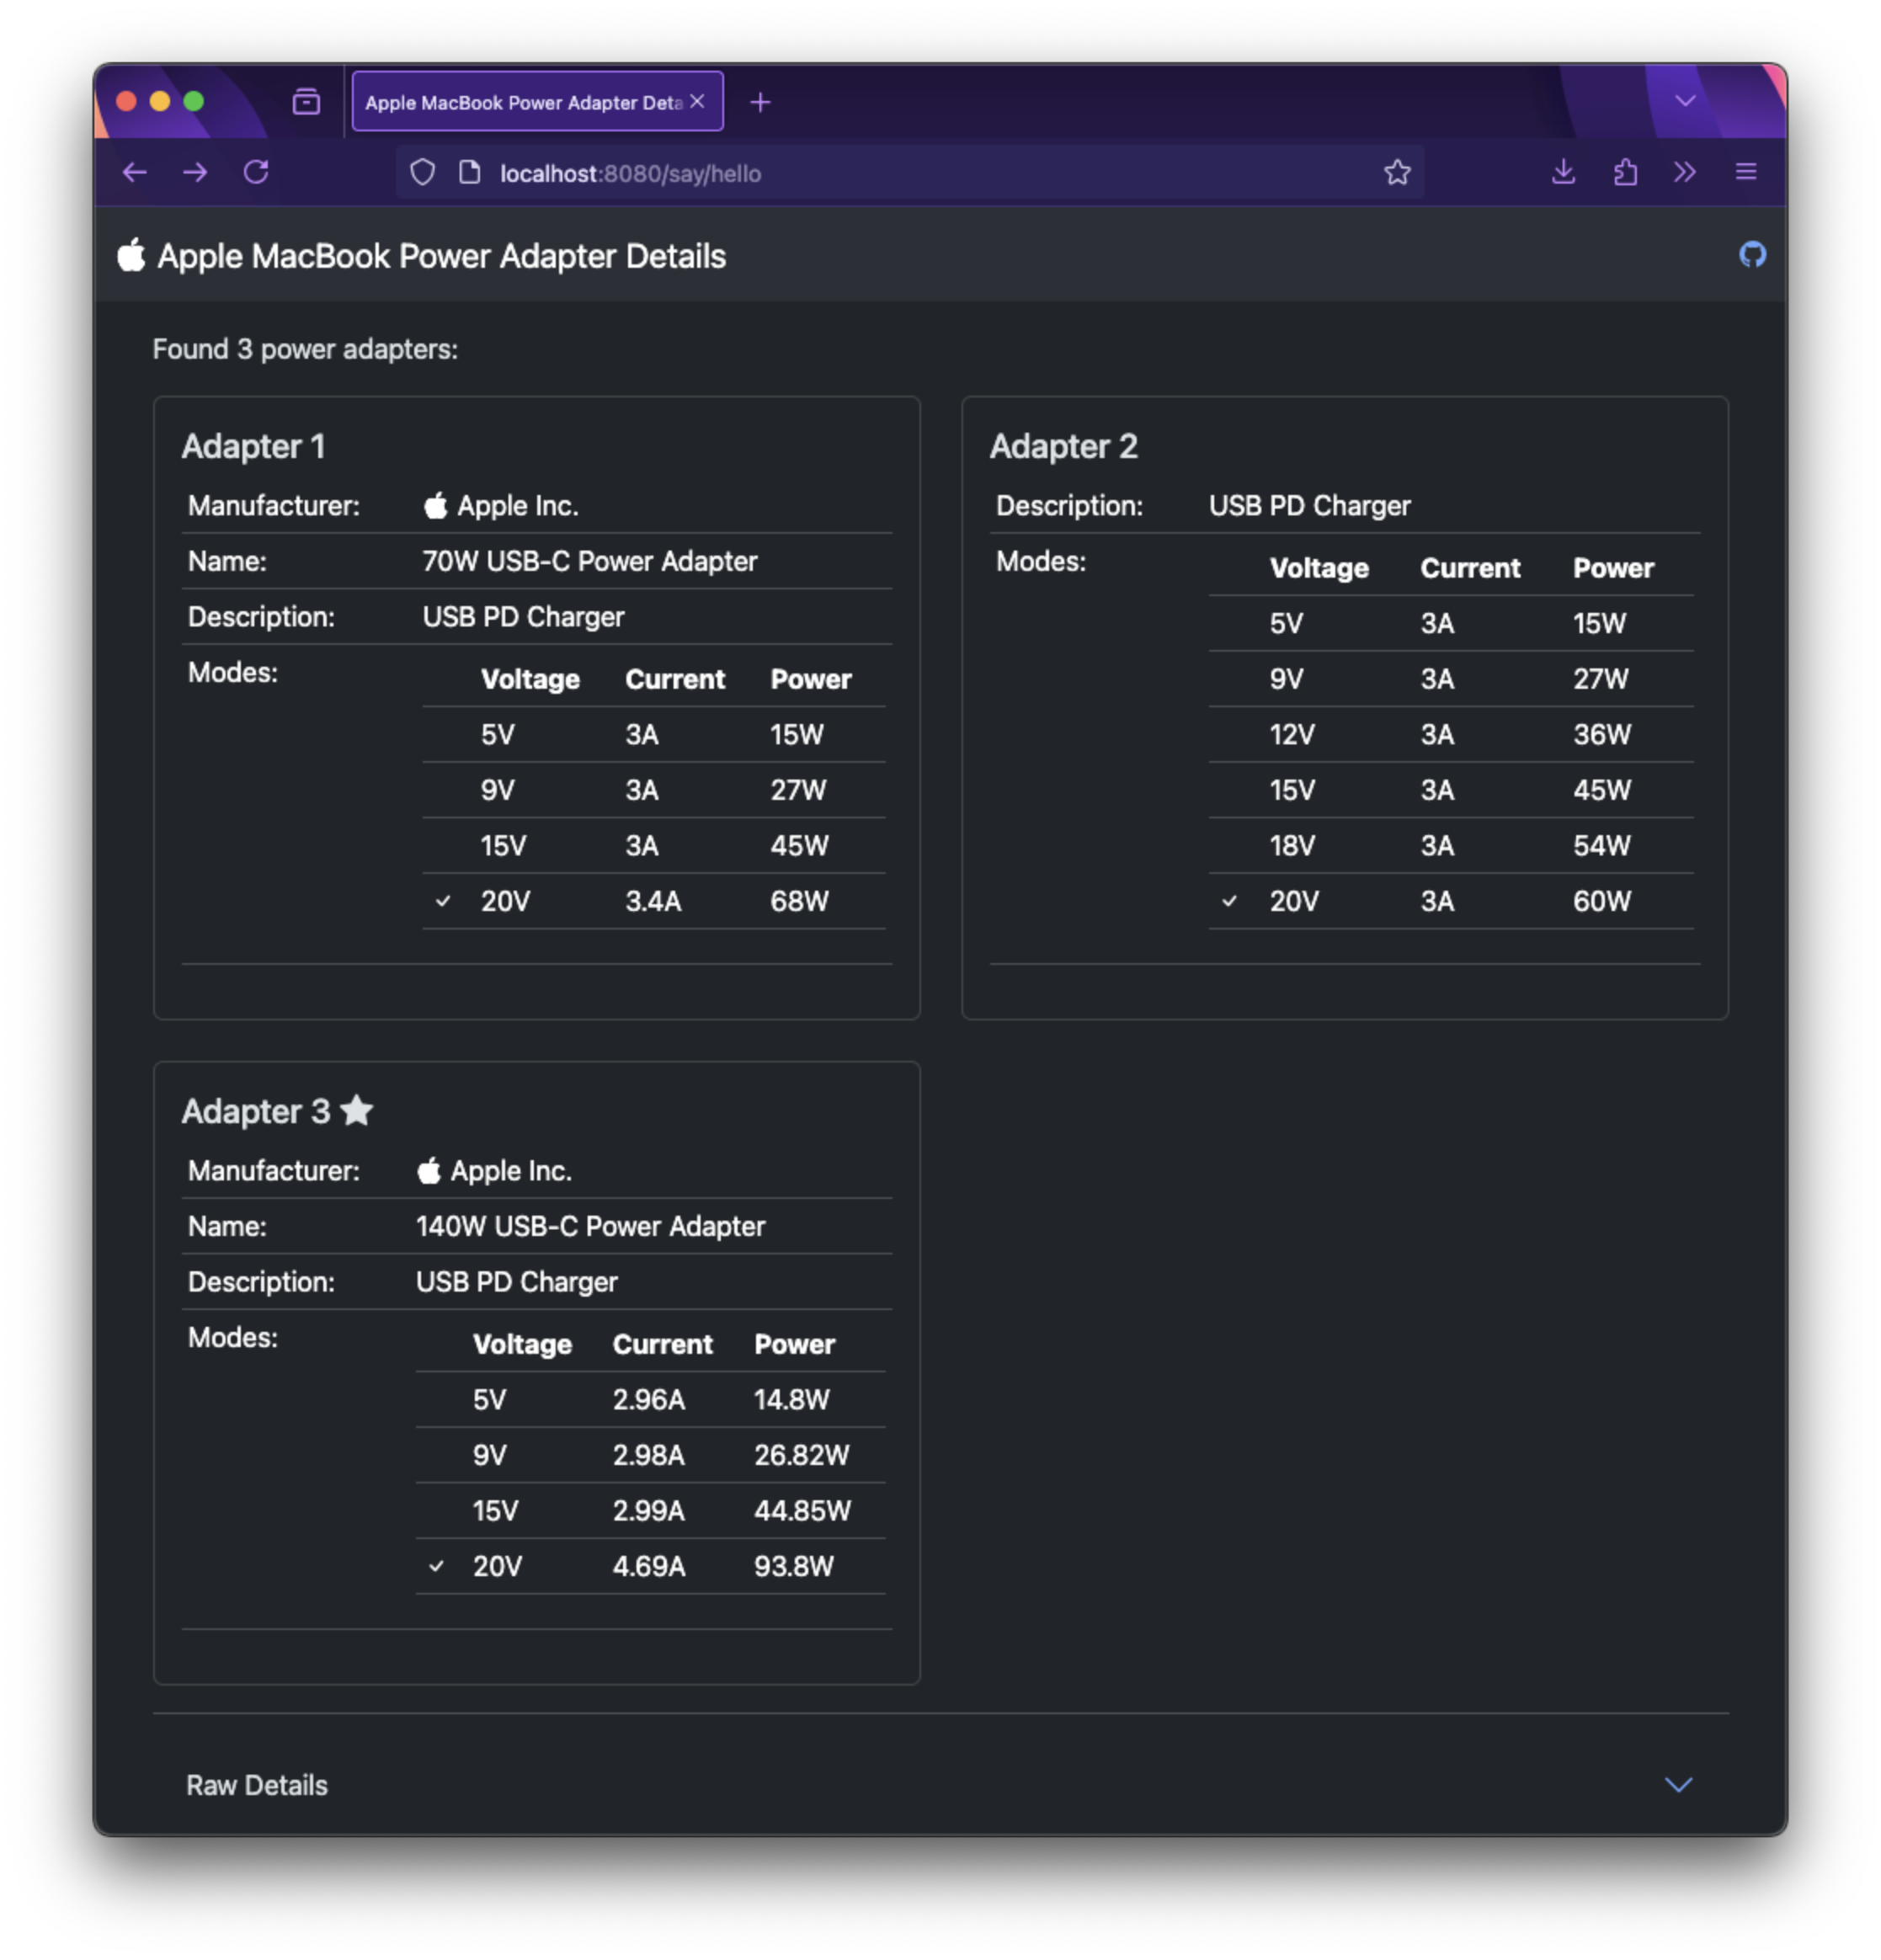 Apple MacBook Power Adapter Deta
localhost:8080/say/hello
Apple MacBook Power Adapter Details
Found 3 power adapters:
Adapter 1
Manufacturer: Apple Inc.
Name: 70W USB-C Power Adapter
Description: USB PD Charger
Modes:
Voltage Current Power
5V 3A 15W
9V 3A 27W
15V 3A 45W
20V 3.4A 68W
Adapter 2
Description: USB PD Charger
Modes:
Voltage Current Power
5V 3A 15W
9V 3A 27W
12V 3A 36W
15V 3A 45W
18V 3A 54W
20V 3A 60W
Adapter 3
Manufacturer: Apple Inc.
Name: 140W USB-C Power Adapter
Description: USB PD Charger
Modes:
Voltage Current Power
5V 2.96A 14.8W
9V 2.98A 26.82W
15V 2.99A 44.85W
20V 4.69A 93.8W
Raw Details